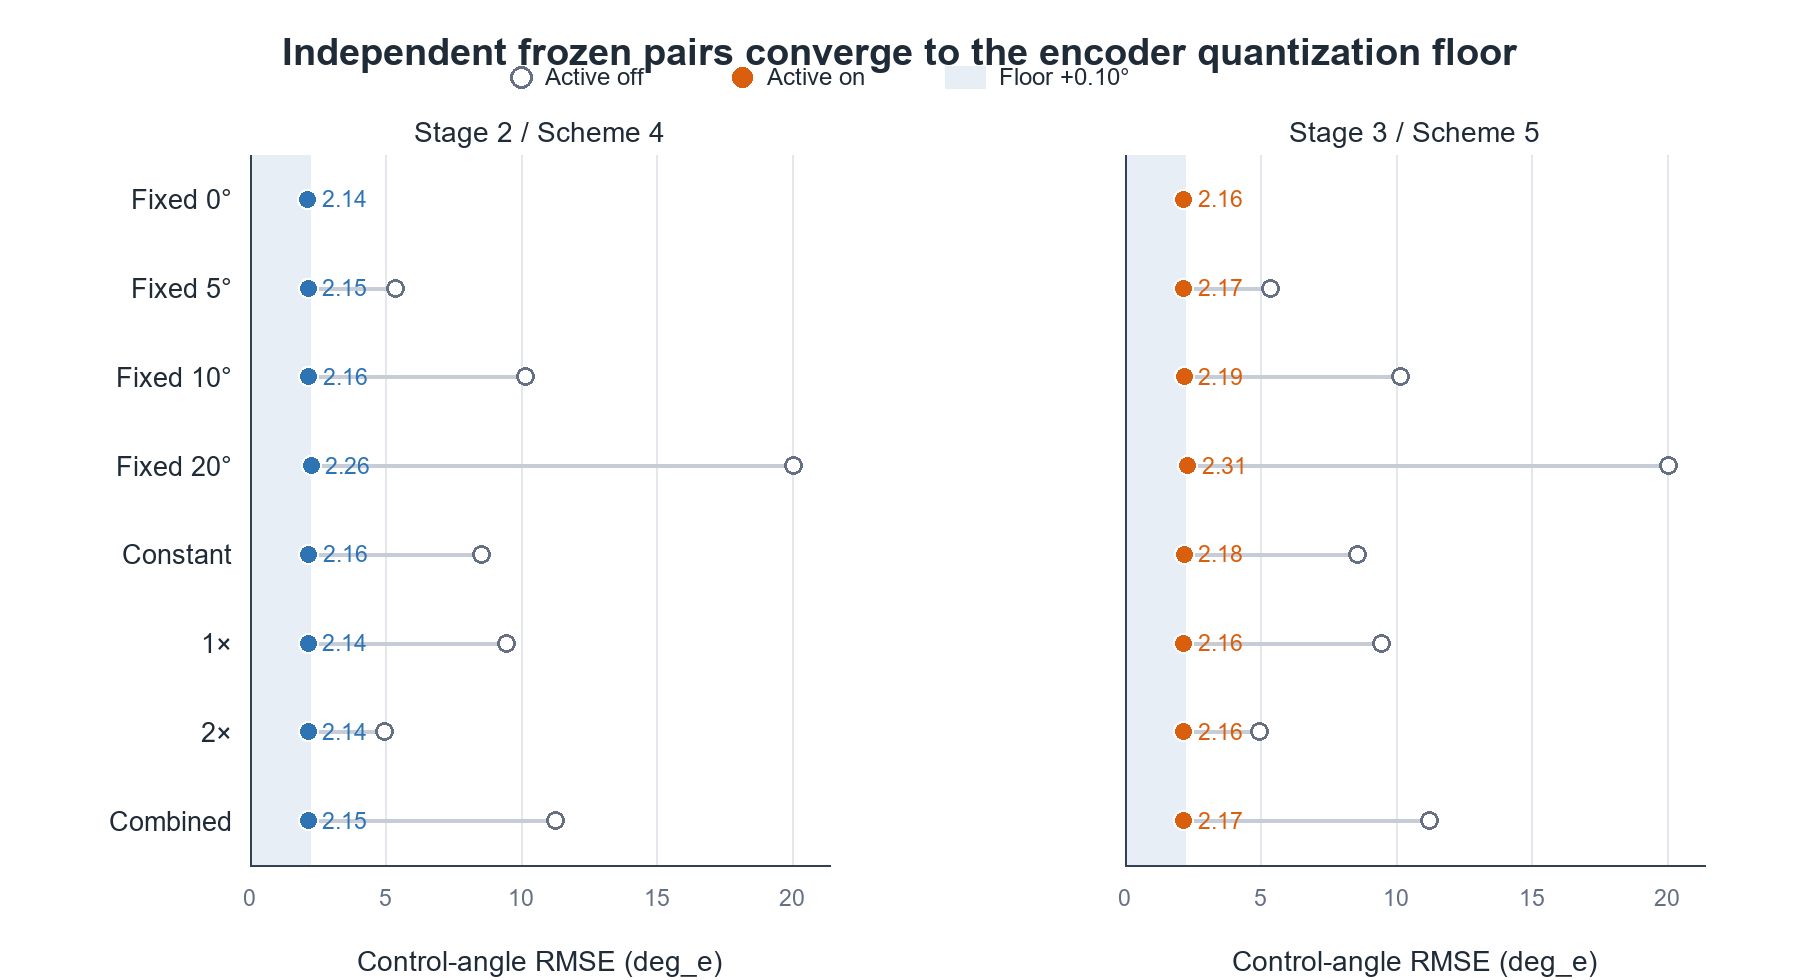 Independent frozen pairs converge to the encoder quantization floor
Active off
Active on
Floor +0.10°
Stage 2 / Scheme 4
Stage 3 / Scheme 5
Fixed 0° 2.14 2.16
Fixed 5° 2.15 2.17
Fixed 10° 2.16 2.19
Fixed 20° 2.26 2.31
Constant 2.16 2.18
1× 2.14 2.16
2× 2.14 2.16
Combined 2.15 2.17
0 5 10 15 20
0 5 10 15 20
Control-angle RMSE (deg_e)
Control-angle RMSE (deg_e)